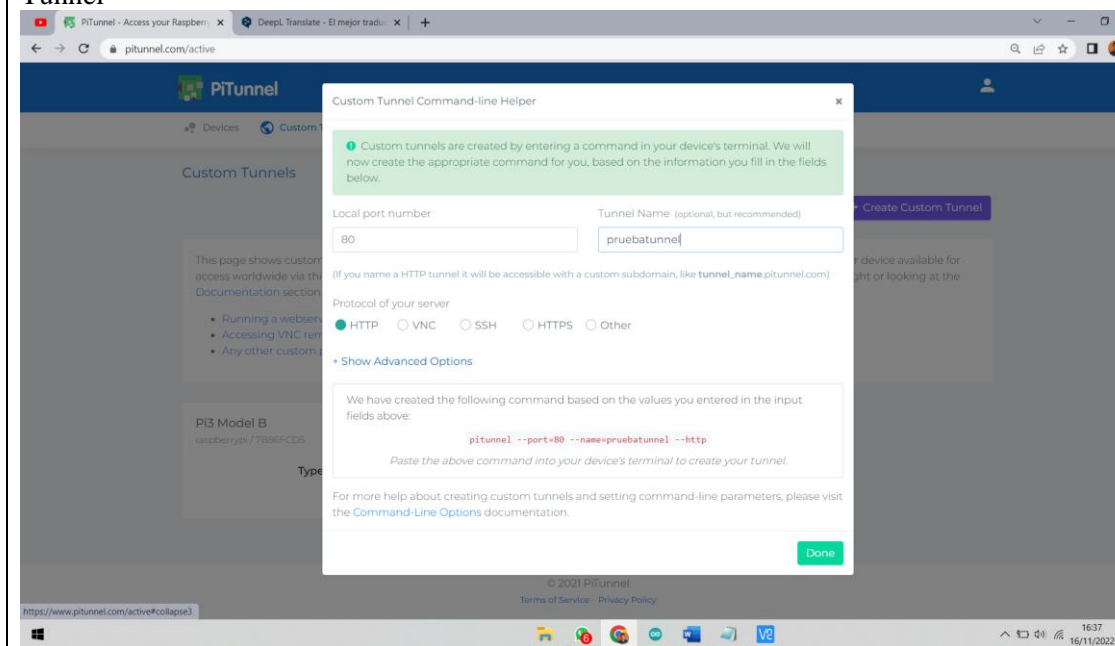 Tunnel
PiTunnel - Access your Raspberr
DeepL Translate - El mejor traduc
pitunnel.com/active
PiTunnel
Devices
Custom T
Custom Tunnels
Create Custom Tunnel
Custom Tunnel Command-line Helper
Custom tunnels are created by entering a command in your device's terminal. We will
now create the appropriate command for you, based on the information you fill in the fields
below.
Local port number
Tunnel Name (optional, but recommended)
80
pruebatunnel
(If you name a HTTP tunnel it will be accessible with a custom subdomain, like tunnel_name.pitunnel.com)
Protocol of your server
HTTP VNC SSH HTTPS Other
+ Show Advanced Options
We have created the following command based on the values you entered in the input
fields above:
pitunnel --port=80 --name=pruebatunnel --http
Paste the above command into your device's terminal to create your tunnel.
For more help about creating custom tunnels and setting command-line parameters, please visit
the Command-Line Options documentation.
Done
This page shows custom
r device available for
access worldwide via thi
ght or looking at the
Documentation section
• Running a webserv
• Accessing VNC rem
• Any other custom p
Pi3 Model B
Type
© 2021 PiTunnel
Terms of Service - Privacy Policy
https://www.pitunnel.com/active#collapse3
16:37
16/11/2022